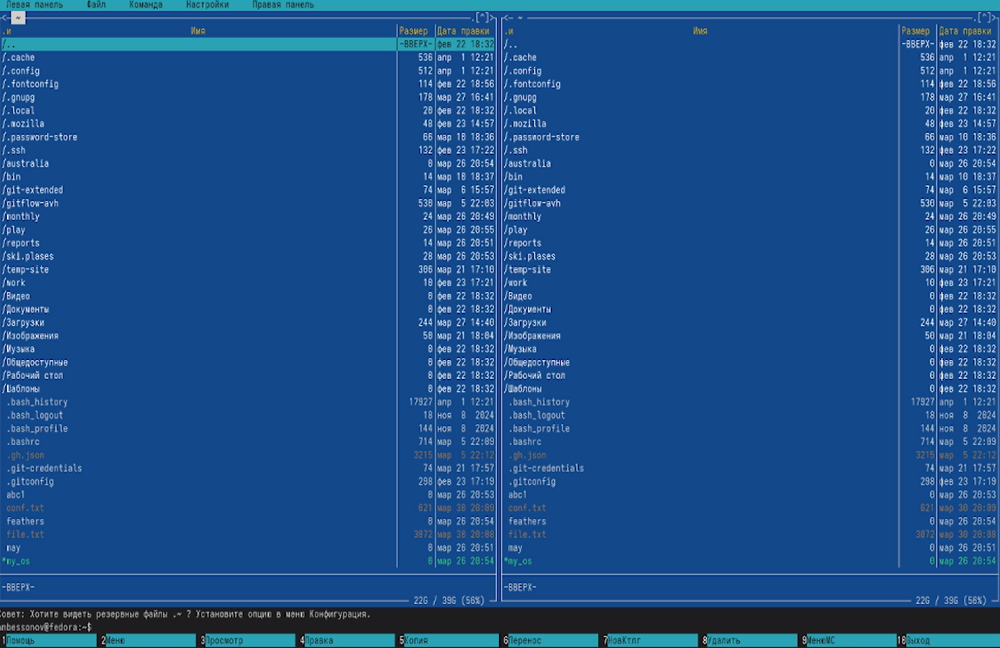 Левая панель Файл Команда Настройки Правая панель
<- ~ .[^]> <- ~ .[^]>
.и Имя Размер Дата правки .и Имя Размер Дата правки
/.. -ВВЕРХ- фев 22 18:32 /.. -ВВЕРХ- фев 22 18:32
/.cache 536 апр 1 12:21 /.cache 536 апр 1 12:21
/.config 512 апр 1 12:21 /.config 512 апр 1 12:21
/.fontconfig 114 фев 22 18:56 /.fontconfig 114 фев 22 18:56
/.gnupg 178 мар 27 16:41 /.gnupg 178 мар 27 16:41
/.local 20 фев 22 18:32 /.local 20 фев 22 18:32
/.mozilla 48 фев 23 14:57 /.mozilla 48 фев 23 14:57
/.password-store 66 мар 10 18:36 /.password-store 66 мар 10 18:36
/.ssh 132 фев 23 17:22 /.ssh 132 фев 23 17:22
/australia 0 мар 26 20:54 /australia 0 мар 26 20:54
/bin 14 мар 10 18:37 /bin 14 мар 10 18:37
/git-extended 74 мар 6 15:57 /git-extended 74 мар 6 15:57
/gitflow-avh 530 мар 5 22:03 /gitflow-avh 530 мар 5 22:03
/monthly 24 мар 26 20:49 /monthly 24 мар 26 20:49
/play 26 мар 26 20:55 /play 26 мар 26 20:55
/reports 14 мар 26 20:51 /reports 14 мар 26 20:51
/ski.plases 28 мар 26 20:53 /ski.plases 28 мар 26 20:53
/temp-site 306 мар 21 17:10 /temp-site 306 мар 21 17:10
/work 10 фев 23 17:21 /work 10 фев 23 17:21
/Видео 0 фев 22 18:32 /Видео 0 фев 22 18:32
/Документы 0 фев 22 18:32 /Документы 0 фев 22 18:32
/Загрузки 244 мар 27 14:40 /Загрузки 244 мар 27 14:40
/Изображения 50 мар 21 18:04 /Изображения 50 мар 21 18:04
/Музыка 0 фев 22 18:32 /Музыка 0 фев 22 18:32
/Общедоступные 0 фев 22 18:32 /Общедоступные 0 фев 22 18:32
/Рабочий стол 0 фев 22 18:32 /Рабочий стол 0 фев 22 18:32
/Шаблоны 0 фев 22 18:32 /Шаблоны 0 фев 22 18:32
.bash_history 17927 апр 1 12:21 .bash_history 17927 апр 1 12:21
.bash_logout 18 ноя 8 2024 .bash_logout 18 ноя 8 2024
.bash_profile 144 ноя 8 2024 .bash_profile 144 ноя 8 2024
.bashrc 714 мар 5 22:09 .bashrc 714 мар 5 22:09
.gh.json 3215 мар 5 22:12 .gh.json 3215 мар 5 22:12
.git-credentials 74 мар 21 17:57 .git-credentials 74 мар 21 17:57
.gitconfig 298 фев 23 17:19 .gitconfig 298 фев 23 17:19
abc1 0 мар 26 20:53 abc1 0 мар 26 20:53
conf.txt 621 мар 30 20:09 conf.txt 621 мар 30 20:09
feathers 0 мар 26 20:54 feathers 0 мар 26 20:54
file.txt 3072 мар 30 20:08 file.txt 3072 мар 30 20:08
may 0 мар 26 20:51 may 0 мар 26 20:51
*my_os 0 мар 26 20:54 *my_os 0 мар 26 20:54
-ВВЕРХ- -ВВЕРХ-
22G / 39G (56%) 22G / 39G (56%)
Совет: Хотите видеть резервные файлы .~ ? Установите опцию в меню Конфигурация.
ambessonov@fedora:~$
1Помощь 2Меню 3Просмотр 4Правка 5Копия 6Перенос 7НовКтлг 8Удалить 9МенюMC 10Выход